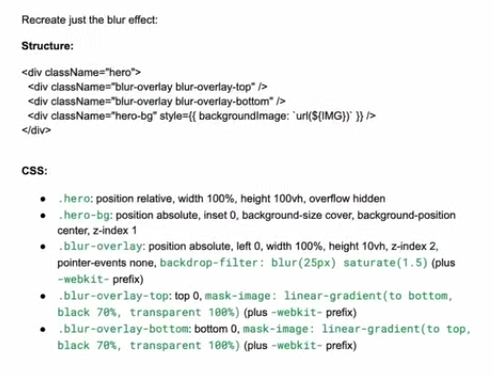 Recreate just the blur effect:
Structure:
<div className="hero">
<div className="blur-overlay blur-overlay-top" />
<div className="blur-overlay blur-overlay-bottom" />
<div className="hero-bg" style={{ backgroundImage: `url(${IMG})` }} />
</div>
CSS:
• .hero: position relative, width 100%, height 100vh, overflow hidden
• .hero-bg: position absolute, inset 0, background-size cover, background-position
center, z-index 1
• .blur-overlay: position absolute, left 0, width 100%, height 10vh, z-index 2,
pointer-events none, backdrop-filter: blur(25px) saturate(1.5) (plus
-webkit- prefix)
• .blur-overlay-top: top 0, mask-image: linear-gradient(to bottom,
black 70%, transparent 100%) (plus -webkit- prefix)
• .blur-overlay-bottom: bottom 0, mask-image: linear-gradient(to top,
black 70%, transparent 100%) (plus -webkit- prefix)